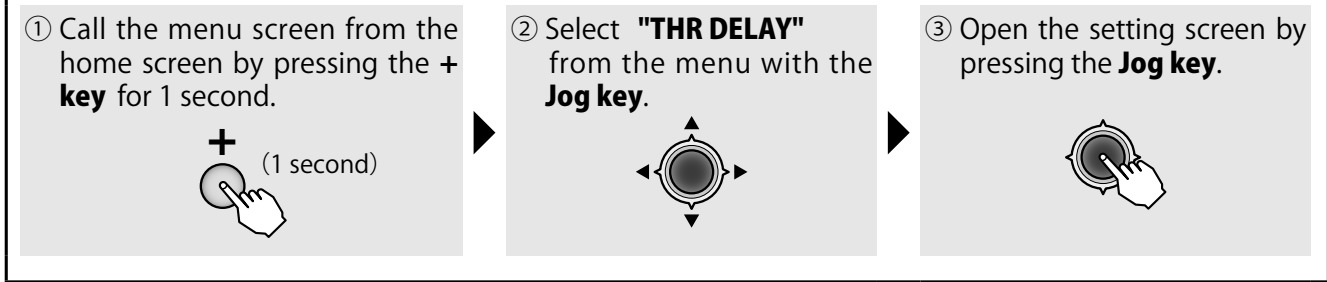 ① Call the menu screen from the
home screen by pressing the +
key for 1 second.
+
(1 second)
② Select "THR DELAY"
from the menu with the
Jog key.
③ Open the setting screen by
pressing the Jog key.